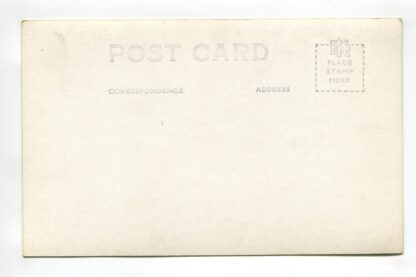 POST CARD
CORRESPONDENCE ADDRESS
PLACE
STAMP
HERE